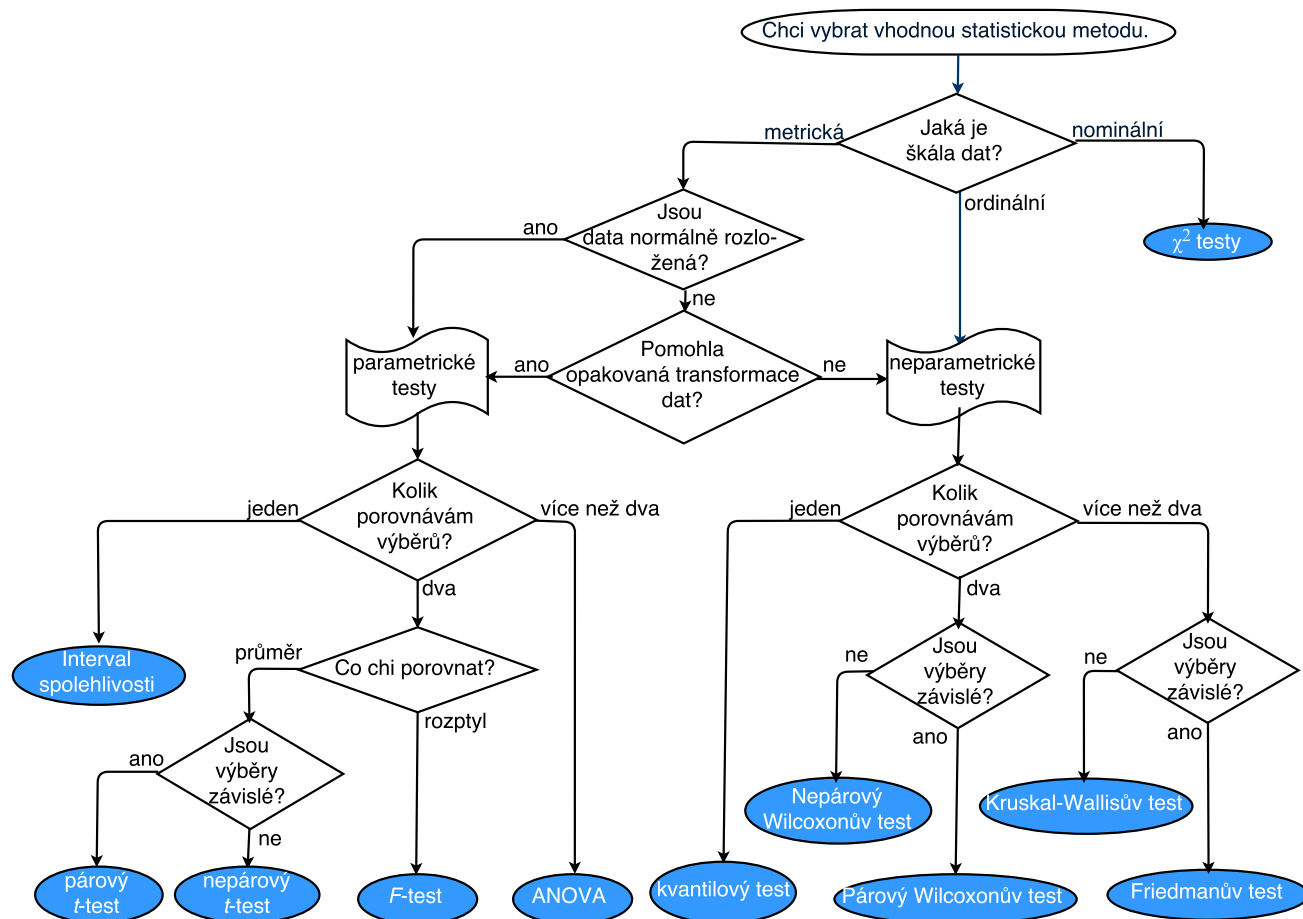 Chci vybrat vhodnou statistickou metodu.
Jaká je
škála dat?
metrická
nominální
ordinální
χ² testy
Jsou
data normálně rozlo-
žená?
ano
ne
parametrické
testy
Pomohla
opakovaná transformace
dat?
ano
ne
neparametrické
testy
Kolik
porovnávám
výběrů?
jeden
více než dva
dva
Kolik
porovnávám
výběrů?
jeden
více než dva
dva
Interval
spolehlivosti
Co chi porovnat?
průměr
rozptyl
Jsou
výběry
závislé?
ne
ano
Jsou
výběry
závislé?
ne
ano
Jsou
výběry
závislé?
ano
ne
Nepárový
Wilcoxonův test
Kruskal-Wallisův test
párový
t-test
nepárový
t-test
F-test
ANOVA
kvantilový test
Párový Wilcoxonův test
Friedmanův test